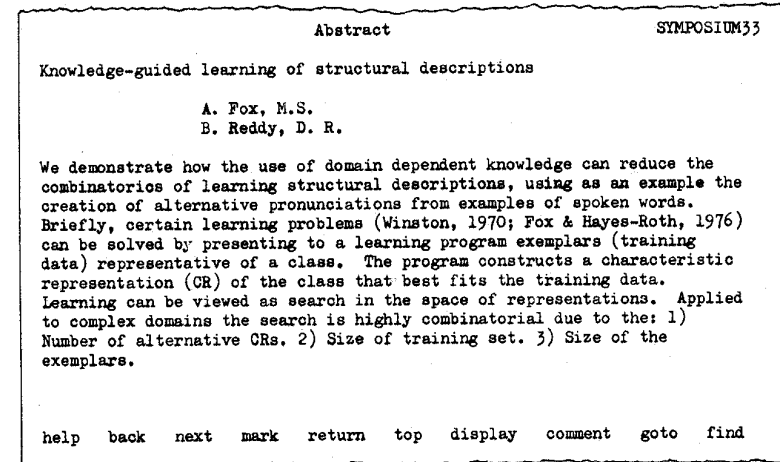 Abstract SYMPOSIUM33
Knowledge-guided learning of structural descriptions
A. Fox, M.S.
B. Reddy, D. R.
We demonstrate how the use of domain dependent knowledge can reduce the
combinatorics of learning structural descriptions, using as an example the
creation of alternative pronunciations from examples of spoken words.
Briefly, certain learning problems (Winston, 1970; Fox & Hayes-Roth, 1976)
can be solved by presenting to a learning program exemplars (training
data) representative of a class. The program constructs a characteristic
representation (CR) of the class that best fits the training data.
Learning can be viewed as search in the space of representations. Applied
to complex domains the search is highly combinatorial due to the: 1)
Number of alternative CRs. 2) Size of training set. 3) Size of the
exemplars.
help back next mark return top display comment goto find